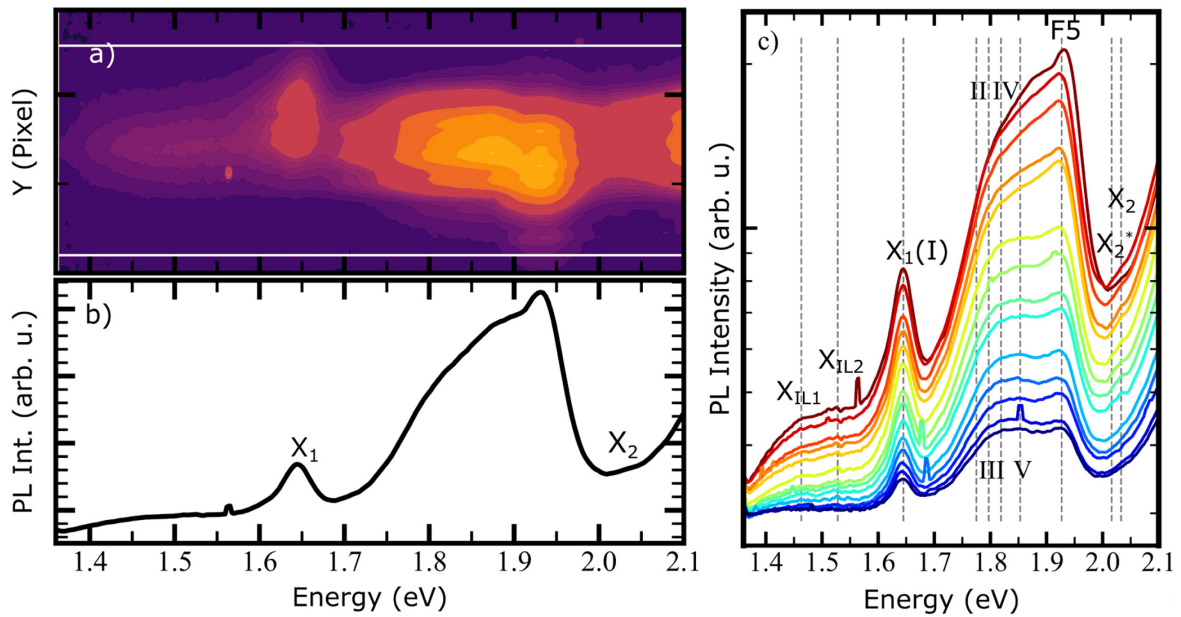 a)
Y (Pixel)
b)
PL Int. (arb. u.)
X1
X2
1.4 1.5 1.6 1.7 1.8 1.9 2.0 2.1
Energy (eV)
c)
F5
II IV
X2
X2*
X1(I)
XIL2
XIL1
III V
PL Intensity (arb. u.)
1.4 1.5 1.6 1.7 1.8 1.9 2.0 2.1
Energy (eV)